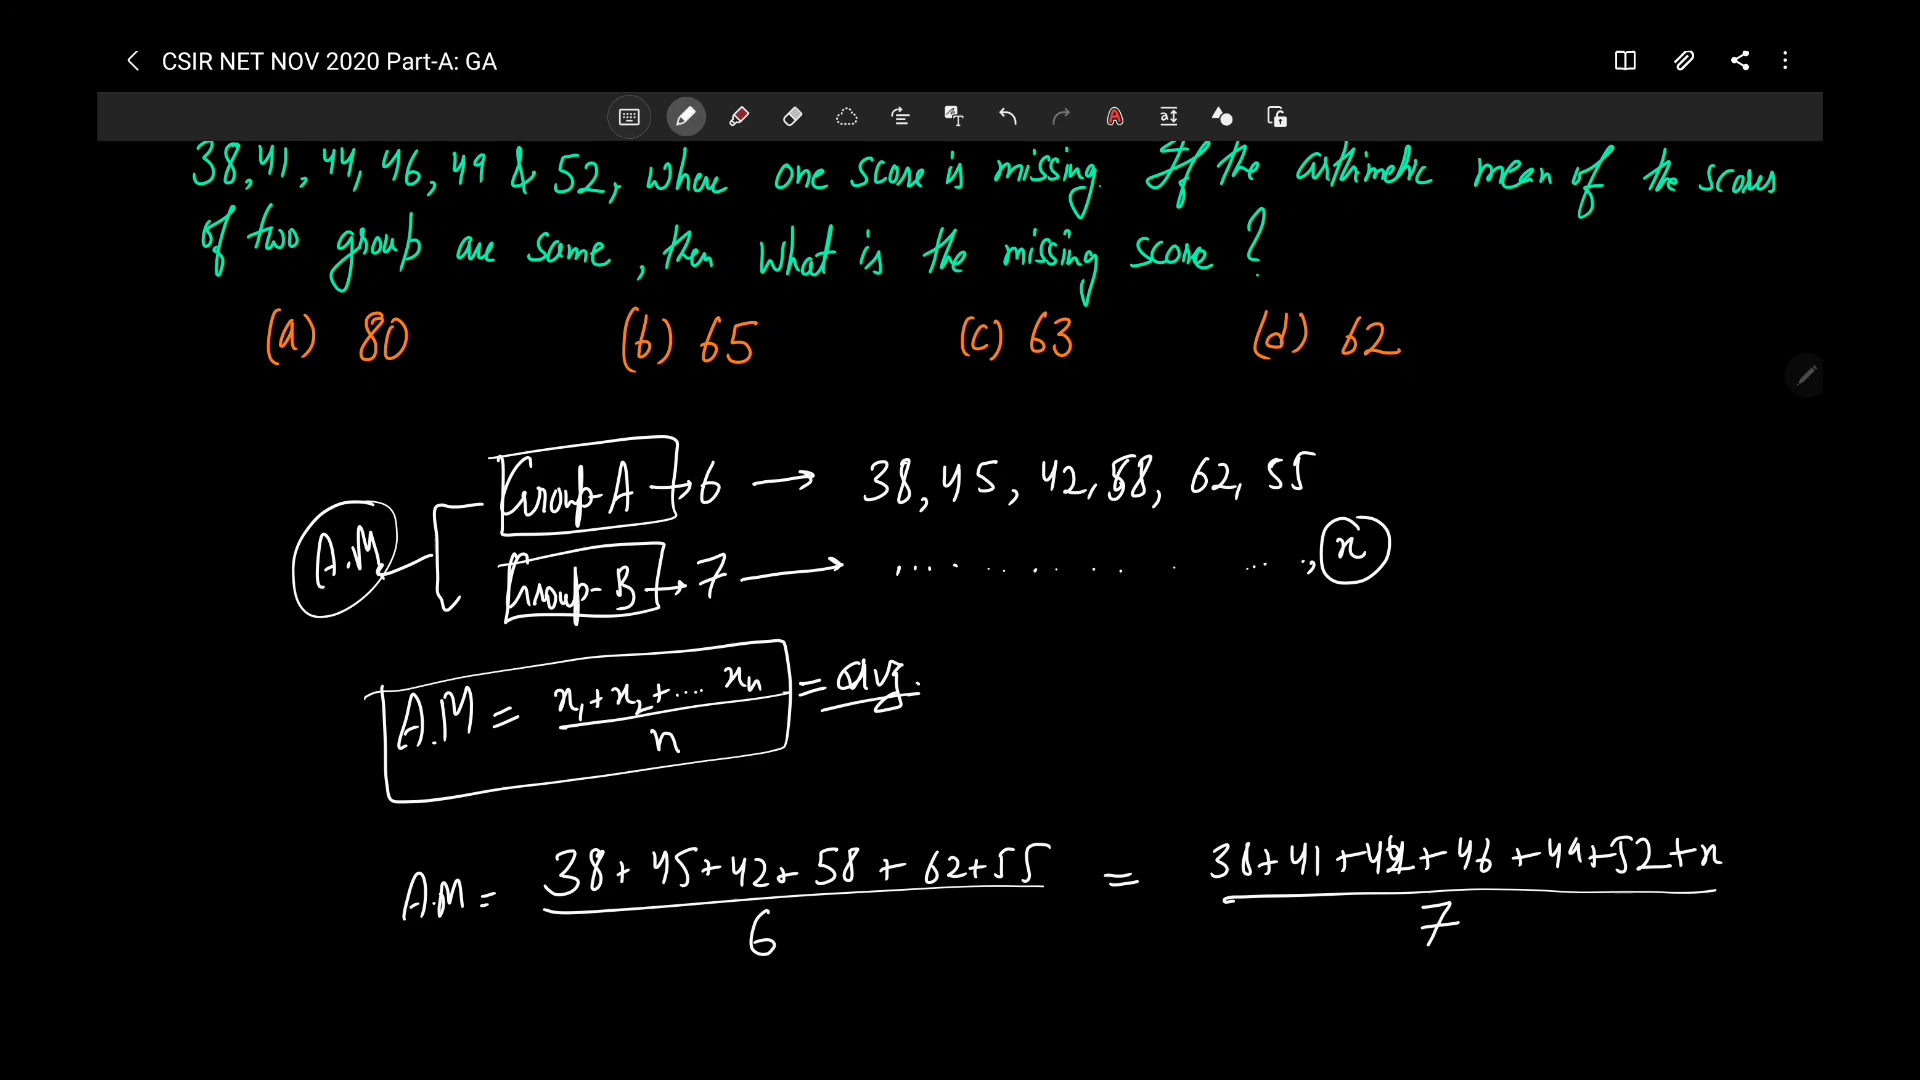 CSIR NET NOV 2020 Part-A: GA
38, 41, 44, 46, 49 & 52, where one score is missing. If the arithmetic mean of the scores
of two group are same, then what is the missing score ?
(a) 80 (b) 65 (c) 63 (d) 62
Group-A → 6 → 38, 45, 42, 58, 62, 55
A.M
Group-B → 7 → , .... . .. . . . . ... ., x
A.M = x₁+x₂+.... xₙ / n = avg.
A.M = 38+45+42+58+62+55 / 6 = 38+41+44+46+49+52+x / 7